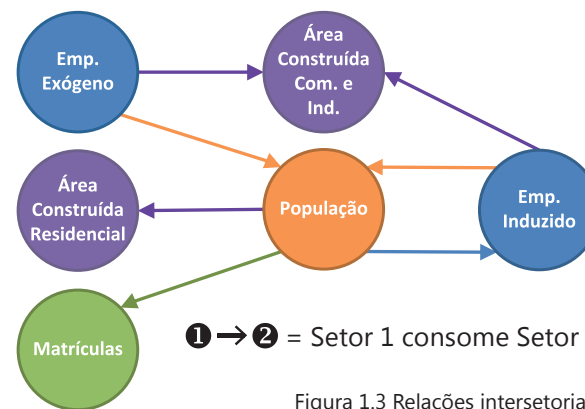 Emp.
Exógeno
Área
Construída
Com. e
Ind.
Área
Construída
Residencial
População
Emp.
Induzido
Matrículas
❶ → ❷ = Setor 1 consome Setor
Figura 1.3 Relações intersetoria